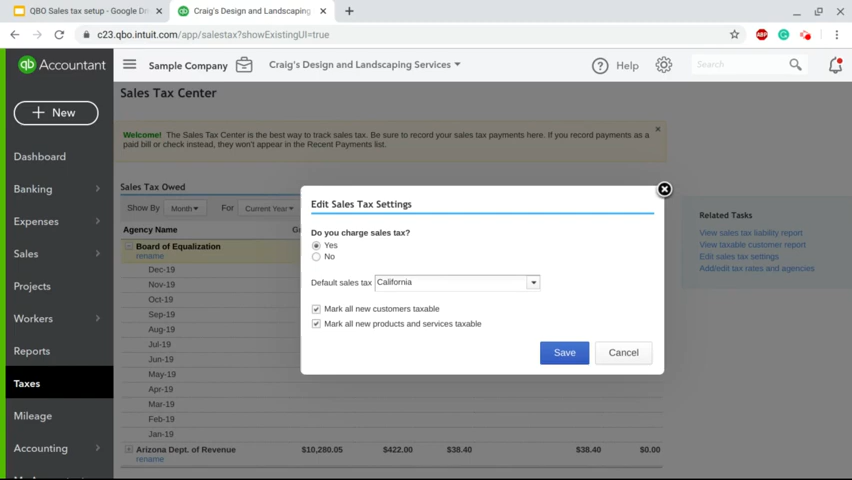 QBO Sales tax setup - Google Dri
Craig's Design and Landscaping
c23.qbo.intuit.com/app/salestax?showExistingUI=true
ABP
qb Accountant
Sample Company
Craig's Design and Landscaping Services
Help
Search
Sales Tax Center
+ New
Welcome! The Sales Tax Center is the best way to track sales tax. Be sure to record your sales tax payments here. If you record payments as a
paid bill or check instead, they won't appear in the Recent Payments list.
Dashboard
Banking
Expenses
Sales
Projects
Workers
Reports
Taxes
Mileage
Accounting
Sales Tax Owed
Show By Month For Current Year
Agency Name
Board of Equalization
rename
Dec-19
Nov-19
Oct-19
Sep-19
Aug-19
Jul-19
Jun-19
May-19
Apr-19
Mar-19
Feb-19
Jan-19
Arizona Dept. of Revenue $10,280.05 $422.00 $38.40 $38.40 $0.00
rename
Edit Sales Tax Settings
Do you charge sales tax?
Yes
No
Default sales tax California
Mark all new customers taxable
Mark all new products and services taxable
Save Cancel
Related Tasks
View sales tax liability report
View taxable customer report
Edit sales tax settings
Add/edit tax rates and agencies